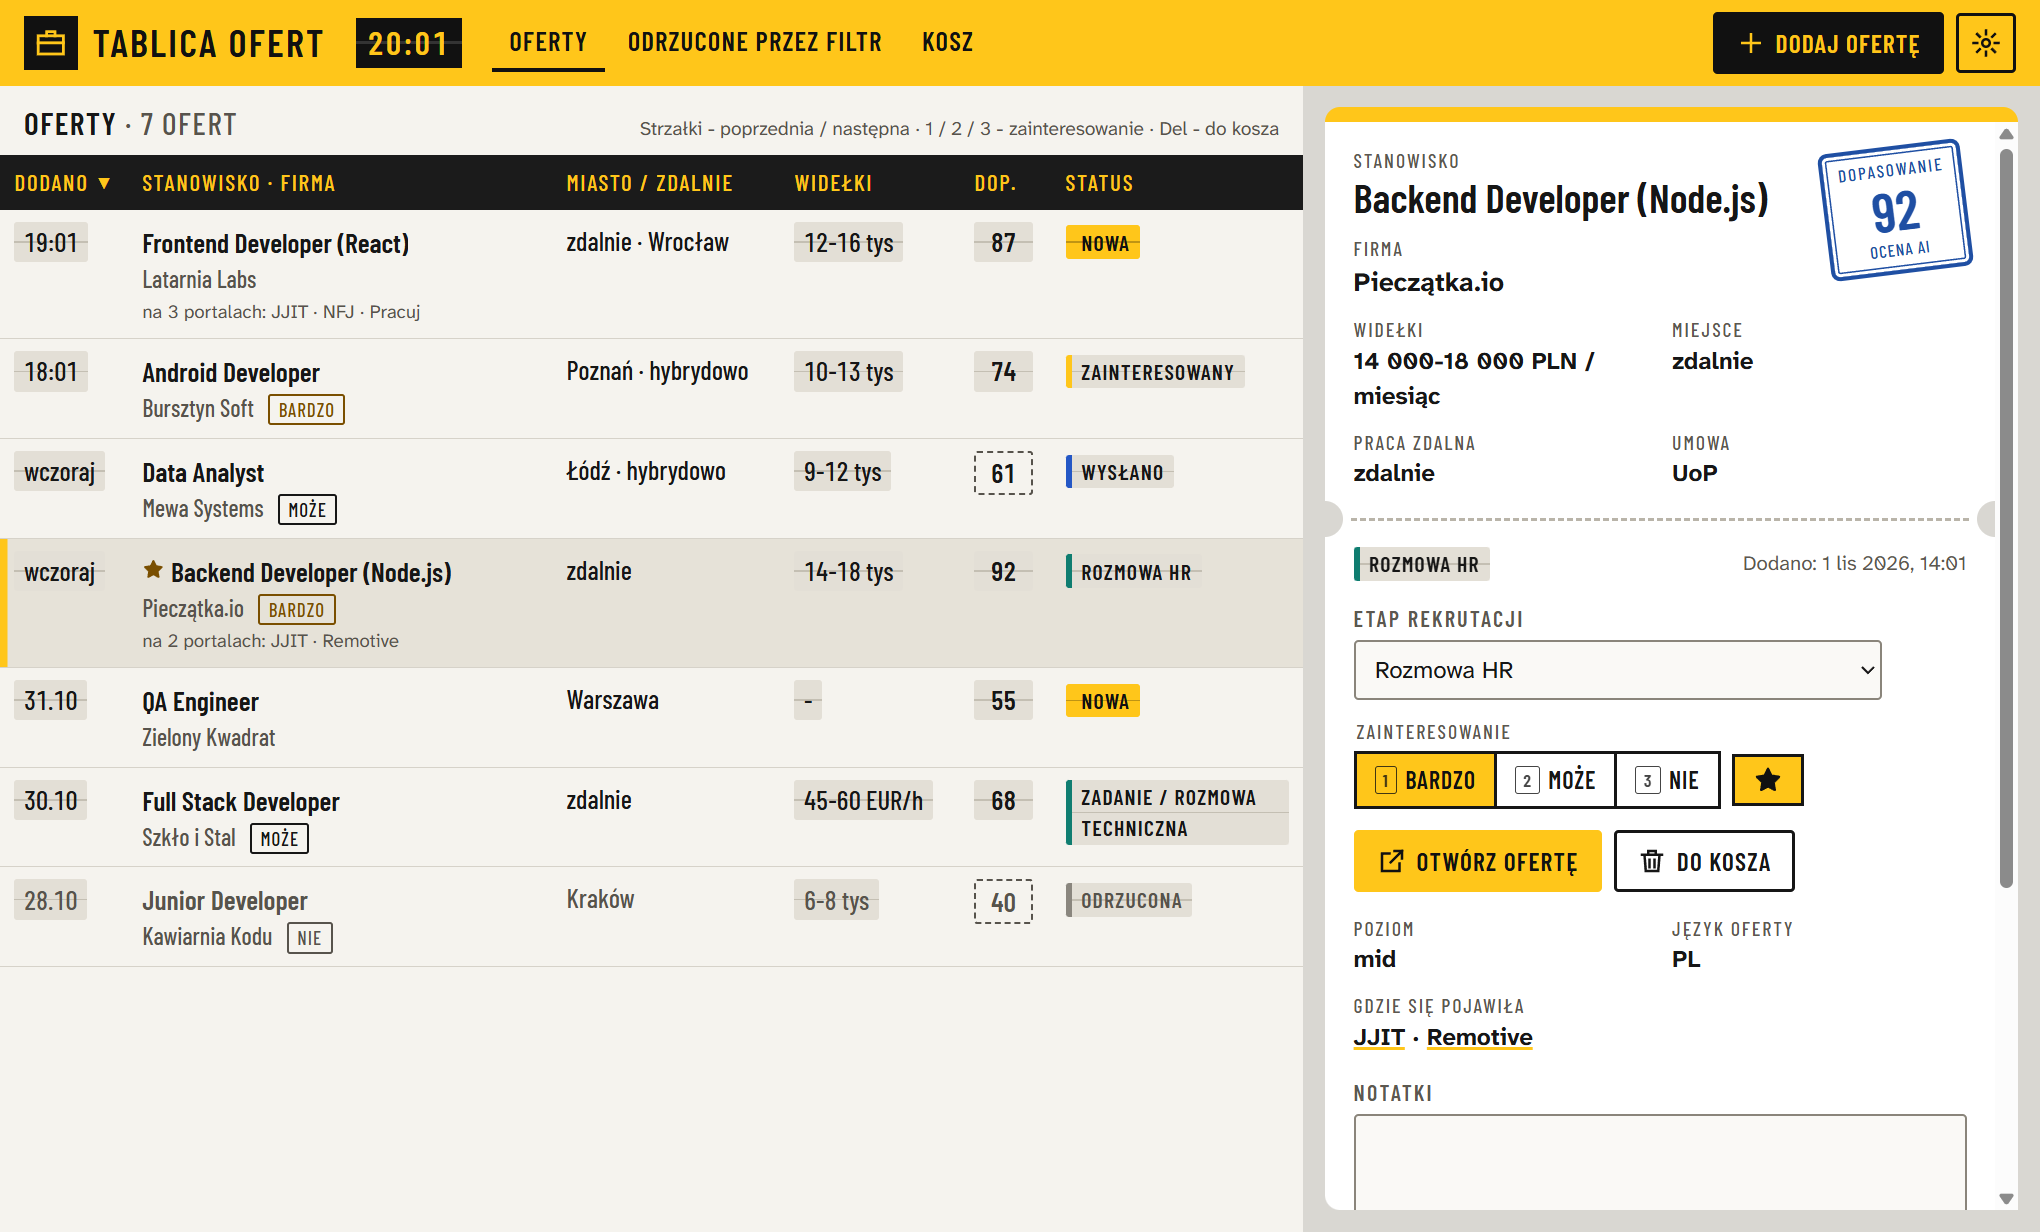 TABLICA OFERT
20:01
OFERTY
ODRZUCONE PRZEZ FILTR
KOSZ
DODAJ OFERTĘ
OFERTY · 7 OFERT
Strzałki - poprzednia / następna · 1 / 2 / 3 - zainteresowanie · Del - do kosza
DODANO ▼ STANOWISKO · FIRMA MIASTO / ZDALNIE WIDEŁKI DOP. STATUS
19:01 Frontend Developer (React) zdalnie · Wrocław 12-16 tys 87 NOWA
Latarnia Labs
na 3 portalach: JJIT · NFJ · Pracuj
18:01 Android Developer Poznań · hybrydowo 10-13 tys 74 ZAINTERESOWANY
Bursztyn Soft BARDZO
wczoraj Data Analyst Łódź · hybrydowo 9-12 tys 61 WYSŁANO
Mewa Systems MOŻE
wczoraj Backend Developer (Node.js) zdalnie 14-18 tys 92 ROZMOWA HR
Pieczątka.io BARDZO
na 2 portalach: JJIT · Remotive
31.10 QA Engineer Warszawa - 55 NOWA
Zielony Kwadrat
30.10 Full Stack Developer zdalnie 45-60 EUR/h 68 ZADANIE / ROZMOWA
TECHNICZNA
Szkło i Stal MOŻE
28.10 Junior Developer Kraków 6-8 tys 40 ODRZUCONA
Kawiarnia Kodu NIE
STANOWISKO
Backend Developer (Node.js)
DOPASOWANIE
92
OCENA AI
FIRMA
Pieczątka.io
WIDEŁKI MIEJSCE
14 000-18 000 PLN / zdalnie
miesiąc
PRACA ZDALNA UMOWA
zdalnie UoP
ROZMOWA HR Dodano: 1 lis 2026, 14:01
ETAP REKRUTACJI
Rozmowa HR
ZAINTERESOWANIE
1 BARDZO 2 MOŻE 3 NIE
OTWÓRZ OFERTĘ DO KOSZA
POZIOM JĘZYK OFERTY
mid PL
GDZIE SIĘ POJAWIŁA
JJIT · Remotive
NOTATKI